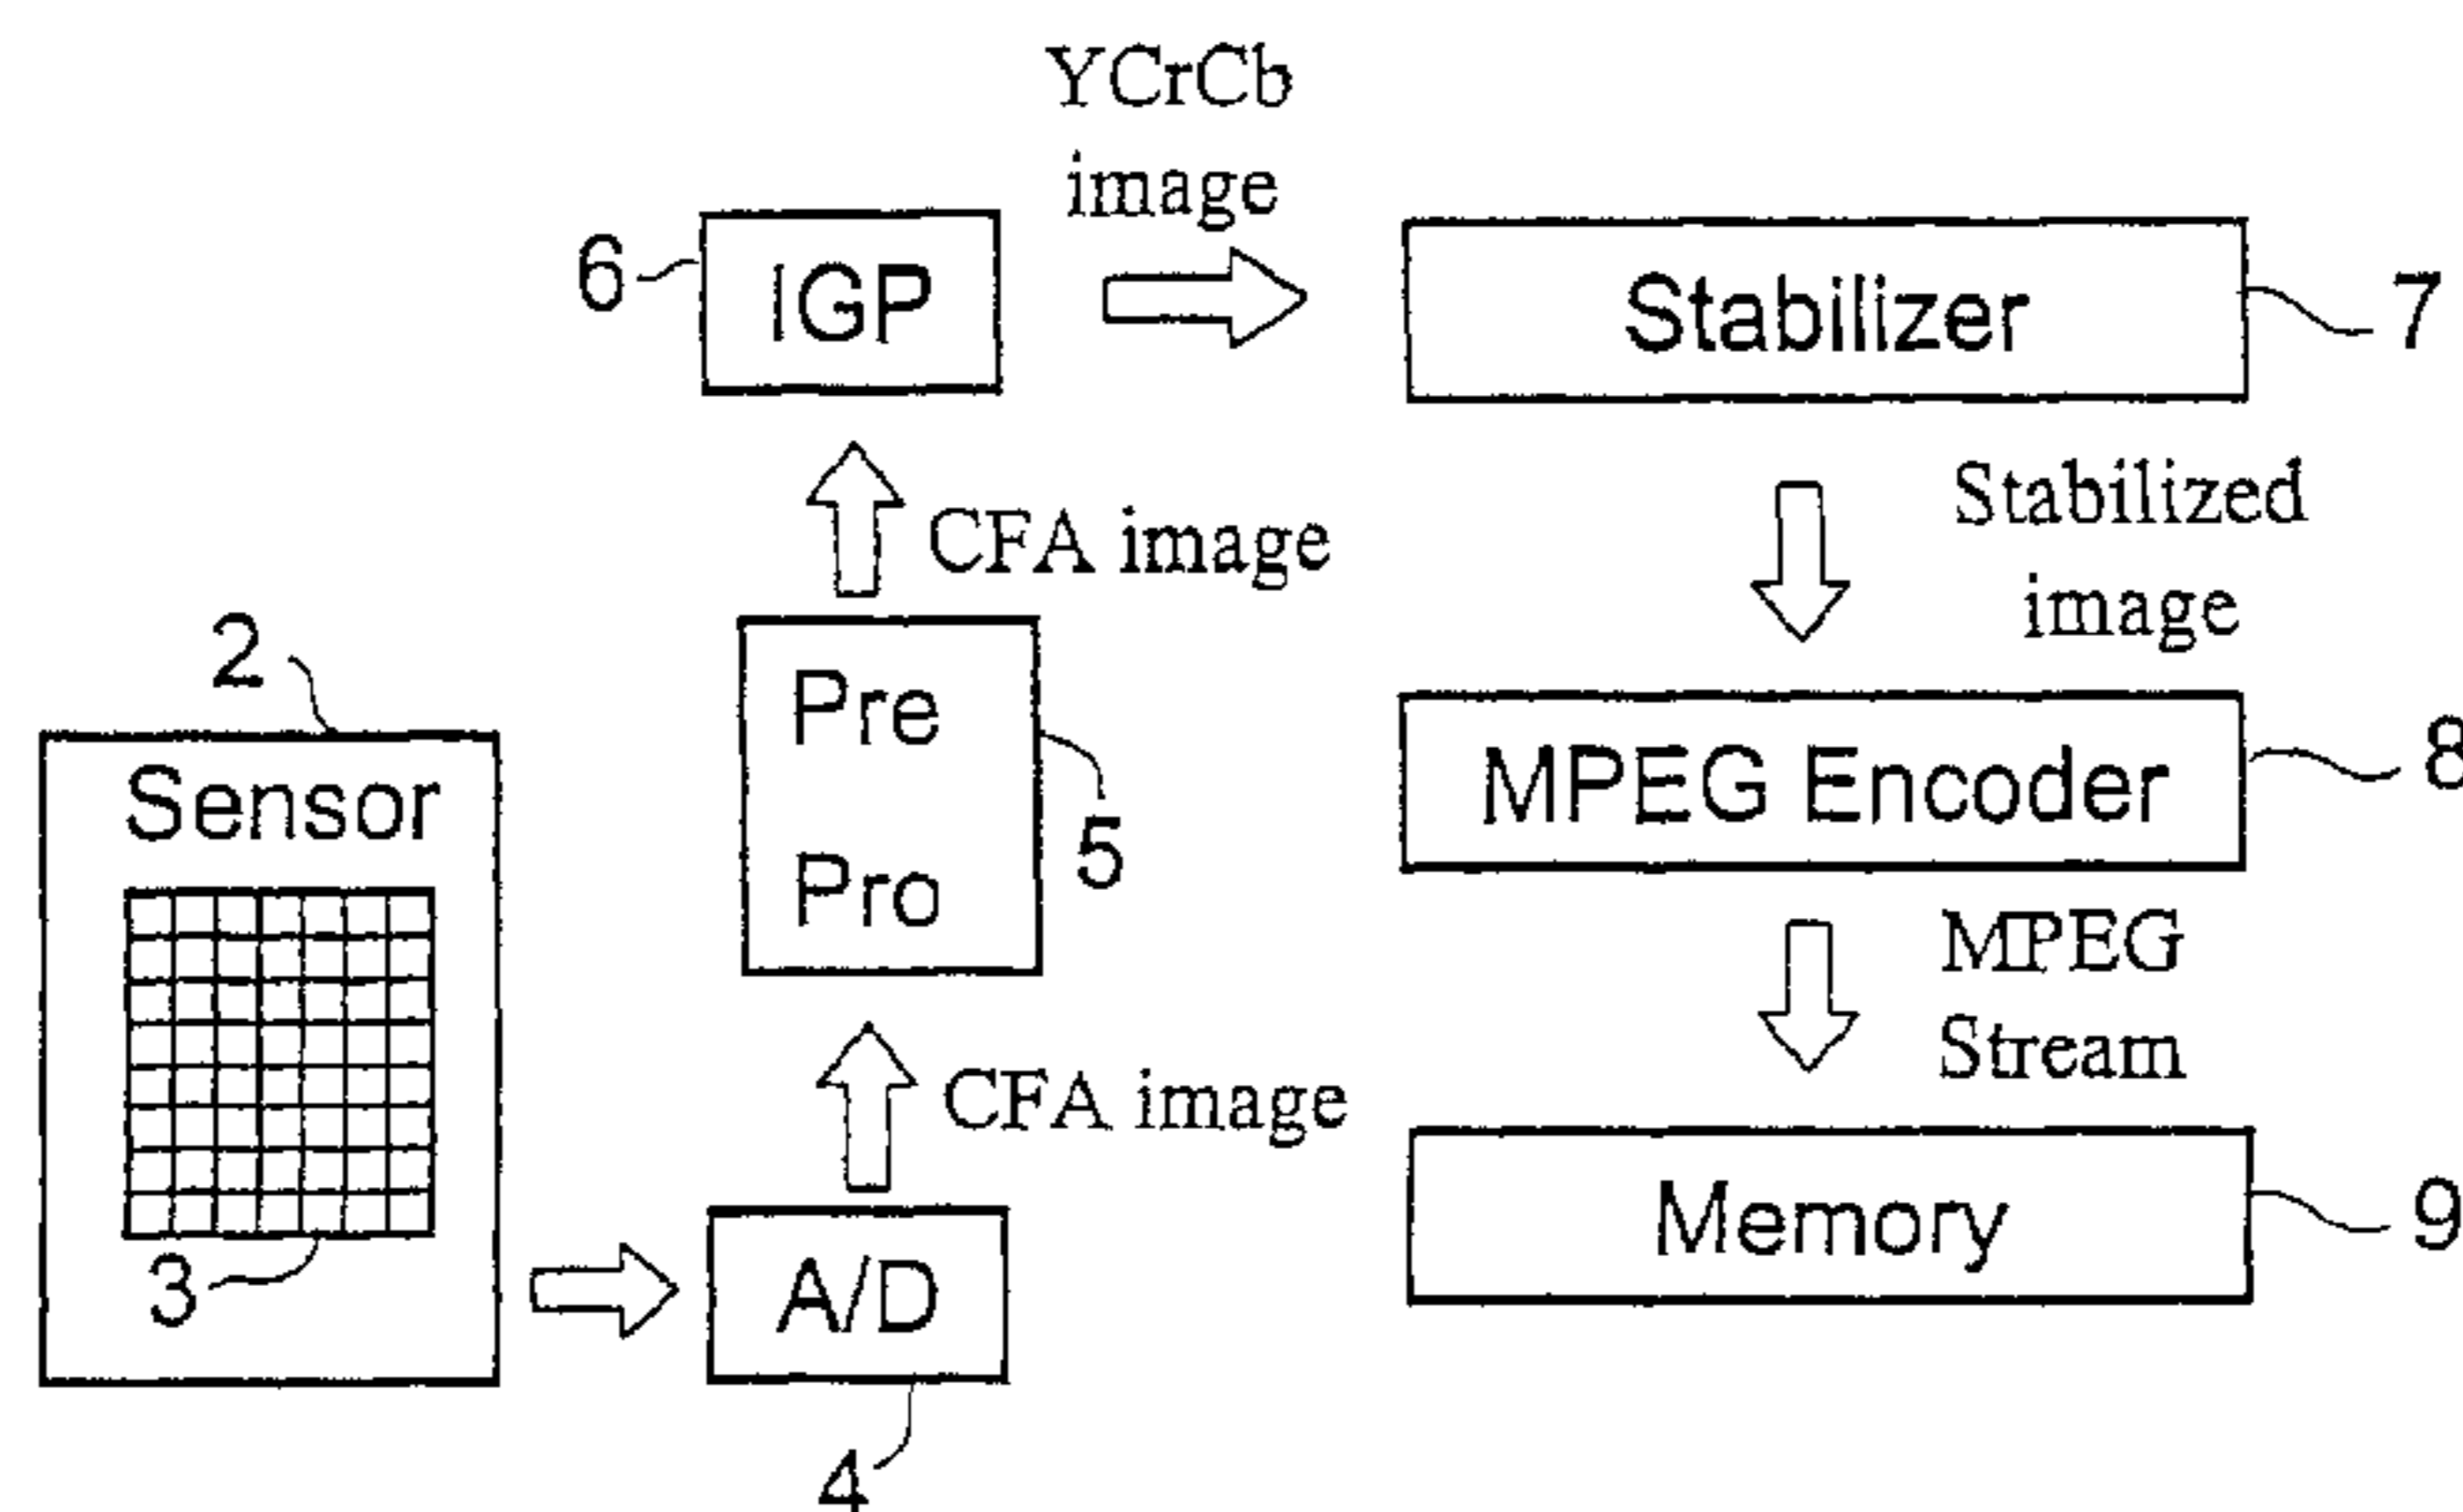 YCrCb
image
6
IGP
Stabilizer
7
CFA image
Stabilized
image
2
Sensor
Pre
Pro
5
MPEG Encoder
8
MPEG
Stream
CFA image
3
A/D
4
Memory
9